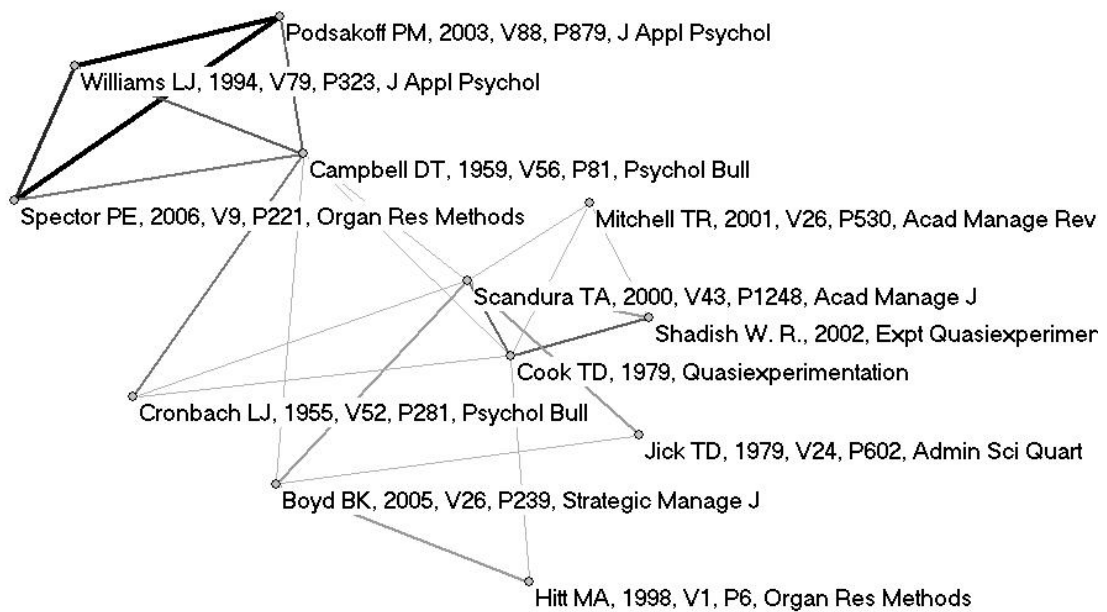 Podsakoff PM, 2003, V88, P879, J Appl Psychol
Williams LJ, 1994, V79, P323, J Appl Psychol
Campbell DT, 1959, V56, P81, Psychol Bull
Spector PE, 2006, V9, P221, Organ Res Methods
Mitchell TR, 2001, V26, P530, Acad Manage Rev
Scandura TA, 2000, V43, P1248, Acad Manage J
Shadish W. R., 2002, Expt Quasiexperimen
Cook TD, 1979, Quasiexperimentation
Cronbach LJ, 1955, V52, P281, Psychol Bull
Jick TD, 1979, V24, P602, Admin Sci Quart
Boyd BK, 2005, V26, P239, Strategic Manage J
Hitt MA, 1998, V1, P6, Organ Res Methods